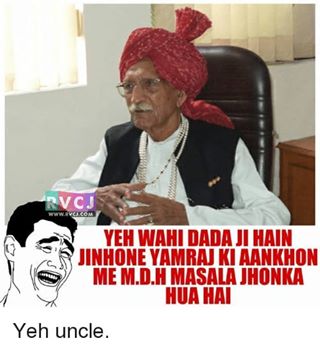 RVCJ
WWW.RVCJ.COM
YEH WAHI DADA JI HAIN
JINHONE YAMRAJ KI AANKHON
ME M.D.H MASALA JHONKA
HUA HAI
Yeh uncle.